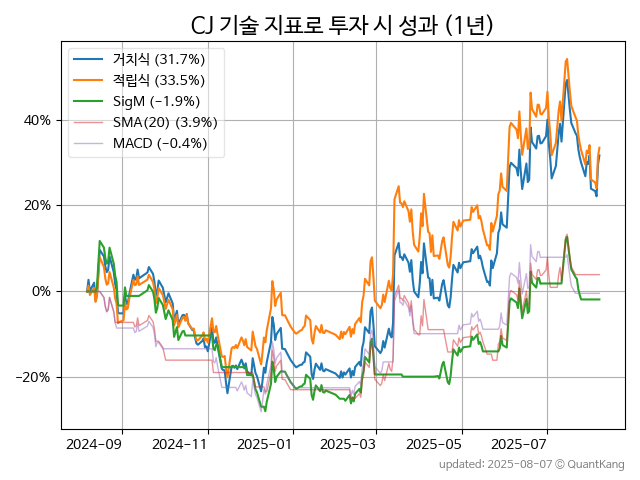 CJ 기술 지표로 투자 시 성과 (1년)
거치식 (31.7%)
적립식 (33.5%)
SigM (−1.9%)
SMA(20) (3.9%)
MACD (−0.4%)
40%
20%
0%
−20%
2024-09
2024-11
2025-01
2025-03
2025-05
2025-07
updated: 2025-08-07 © QuantKang